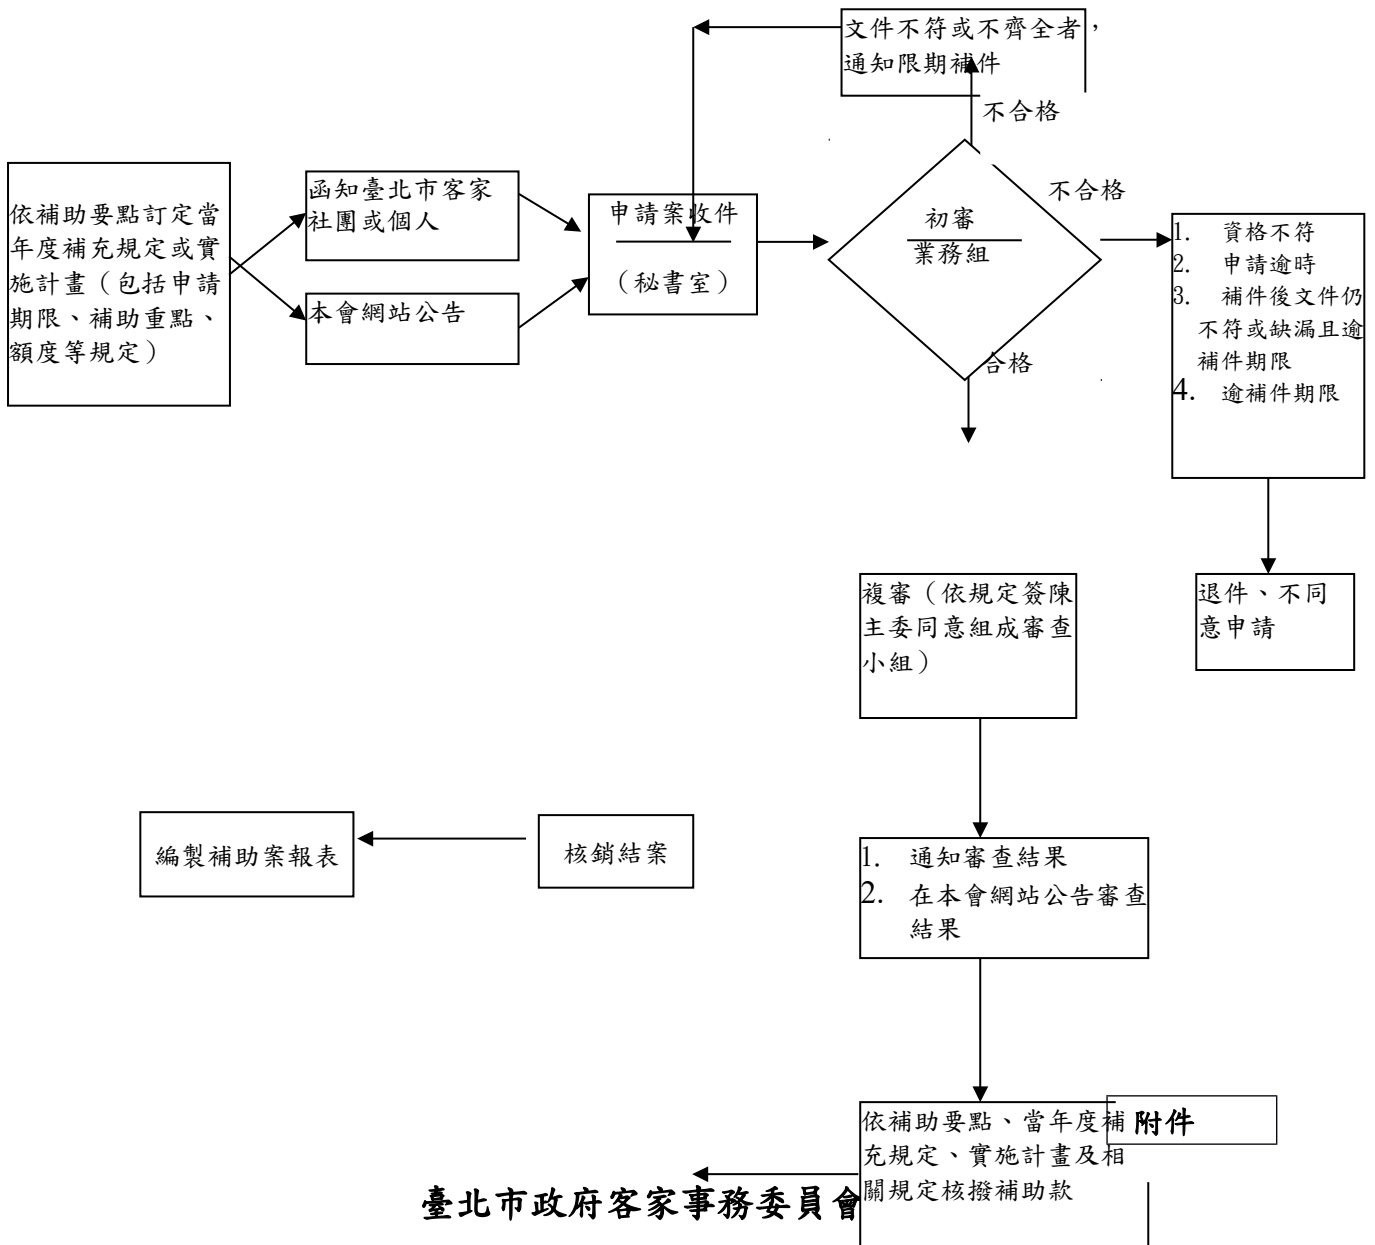 文件不符或不齊全者，
通知限期補件
不合格
依補助要點訂定當
年度補充規定或實
施計畫（包括申請
期限、補助重點、
額度等規定）
函知臺北市客家
社團或個人
本會網站公告
申請案收件
（秘書室）
初審
業務組
不合格
合格
1. 資格不符
2. 申請逾時
3. 補件後文件仍
不符或缺漏且逾
補件期限
4. 逾補件期限
複審（依規定簽陳
主委同意組成審查
小組）
退件、不同
意申請
編製補助案報表
核銷結案
1. 通知審查結果
2. 在本會網站公告審查
結果
依補助要點、當年度補
充規定、實施計畫及相
關規定核撥補助款
附件
臺北市政府客家事務委員會